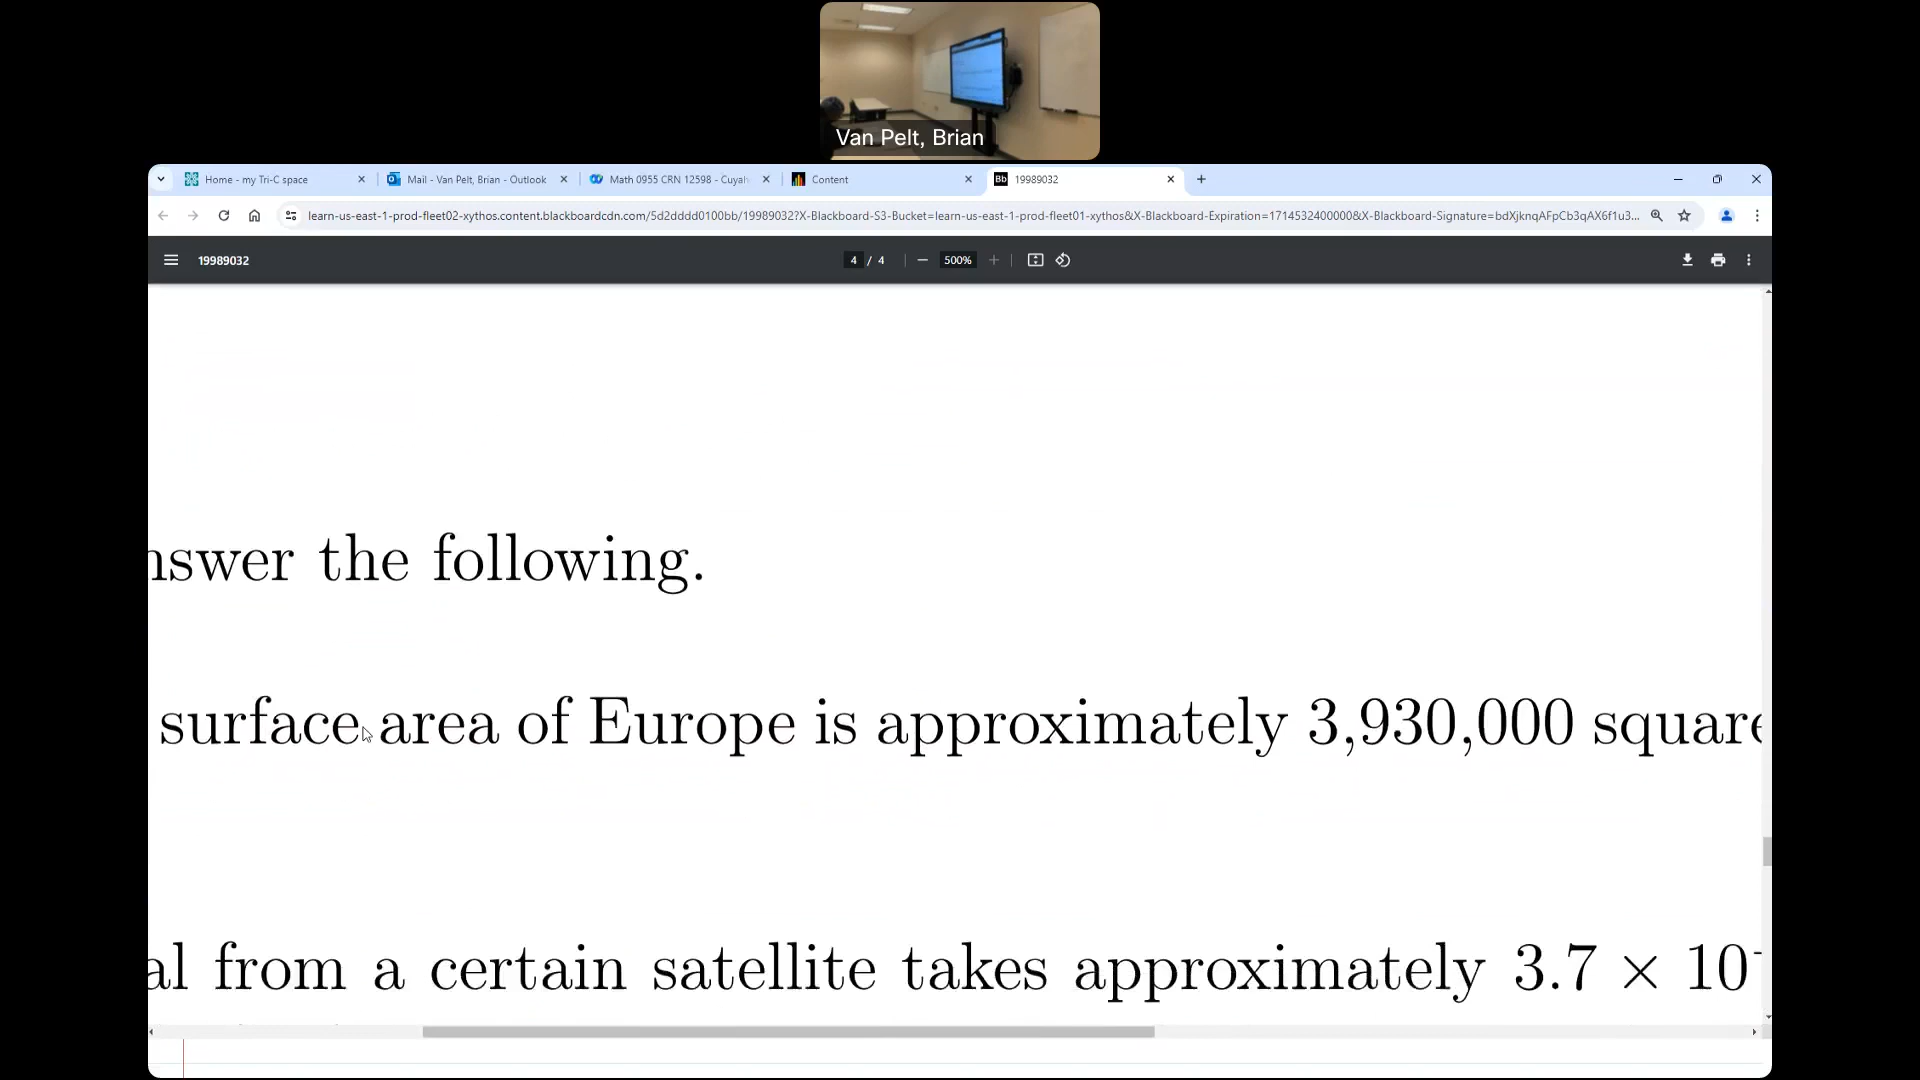 Van Pelt, Brian
Home - my Tri-C space
Mail - Van Pelt, Brian - Outlook
Math 0955 CRN 12598 - Cuyah
Content
Bb 19989032
learn-us-east-1-prod-fleet02-xythos.content.blackboardcdn.com/5d2dddd0100bb/19989032?X-Blackboard-S3-Bucket=learn-us-east-1-prod-fleet01-xythos&X-Blackboard-Expiration=1714532400000&X-Blackboard-Signature=bdXjknqAFpCb3qAX6f1u3...
19989032
4 / 4
500%
nswer the following.
surface area of Europe is approximately 3,930,000 square
al from a certain satellite takes approximately 3.7 × 10⁻